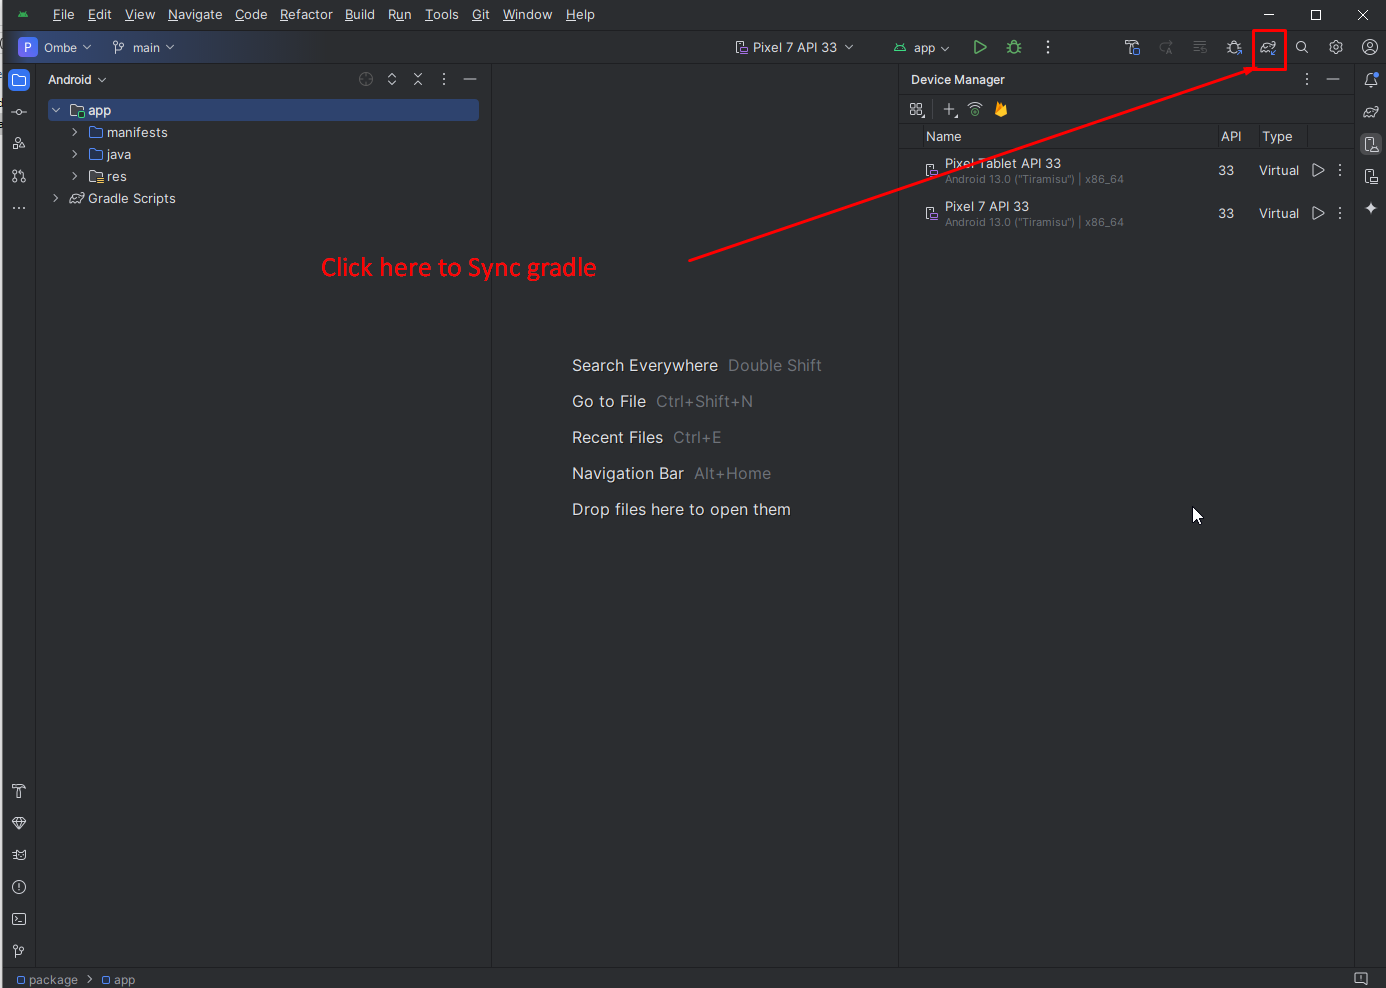 File Edit View Navigate Code Refactor Build Run Tools Git Window Help
P Ombe main Pixel 7 API 33 app
Android
Device Manager
app
manifests
java
res
Gradle Scripts
Name API Type
Pixel Tablet API 33 33 Virtual
Android 13.0 ("Tiramisu") | x86_64
Pixel 7 API 33 33 Virtual
Android 13.0 ("Tiramisu") | x86_64
Click here to Sync gradle
Search Everywhere Double Shift
Go to File Ctrl+Shift+N
Recent Files Ctrl+E
Navigation Bar Alt+Home
Drop files here to open them
package > app